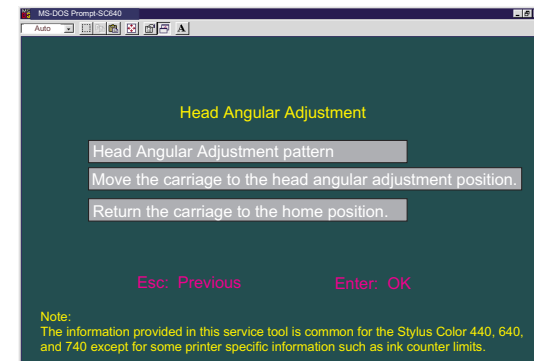 MS-DOS Prompt-SC640
Auto A
Head Angular Adjustment
Head Angular Adjustment pattern
Move the carriage to the head angular adjustment position.
Return the carriage to the home position.
Esc: Previous Enter: OK
Note:
The information provided in this service tool is common for the Stylus Color 440, 640,
and 740 except for some printer specific information such as ink counter limits.